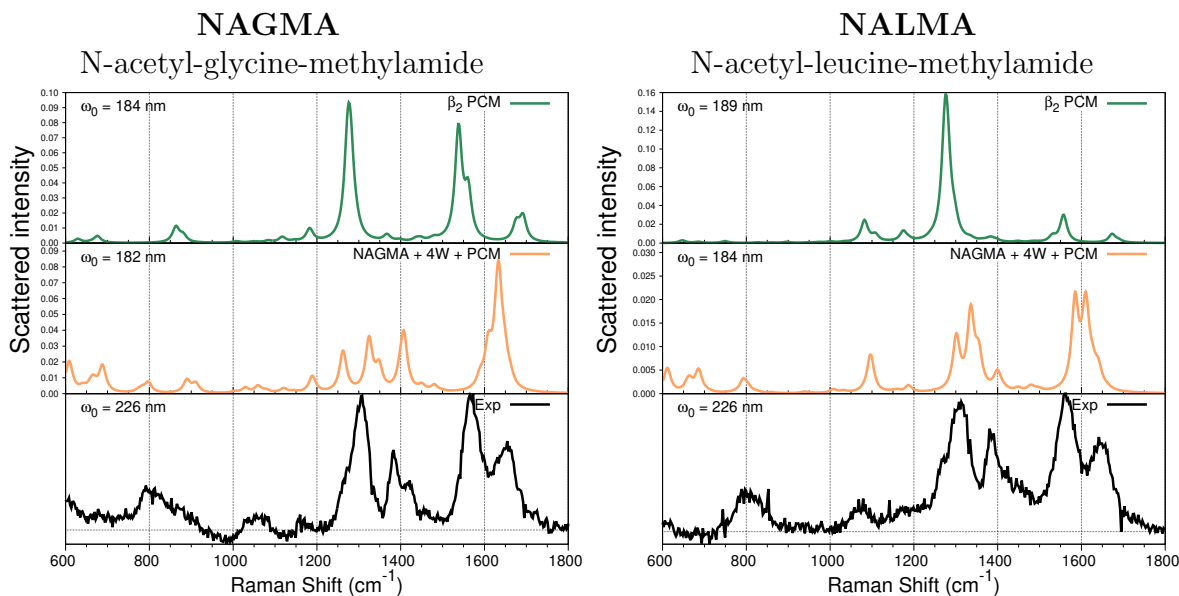 NAGMA
N-acetyl-glycine-methylamide
Scattered intensity
0.10
0.09
0.08
0.07
0.06
0.05
0.04
0.03
0.02
0.01
0.00
ω0 = 184 nm
β2 PCM
Scattered intensity
0.09
0.08
0.07
0.06
0.05
0.04
0.03
0.02
0.01
0.00
ω0 = 182 nm
NAGMA + 4W + PCM
ω0 = 226 nm
Exp
600 800 1000 1200 1400 1600 1800
Raman Shift (cm-1)
NALMA
N-acetyl-leucine-methylamide
Scattered intensity
0.16
0.14
0.12
0.10
0.08
0.06
0.04
0.02
0.00
ω0 = 189 nm
β2 PCM
Scattered intensity
0.030
0.025
0.020
0.015
0.010
0.005
0.000
ω0 = 184 nm
NAGMA + 4W + PCM
ω0 = 226 nm
Exp
600 800 1000 1200 1400 1600 1800
Raman Shift (cm-1)